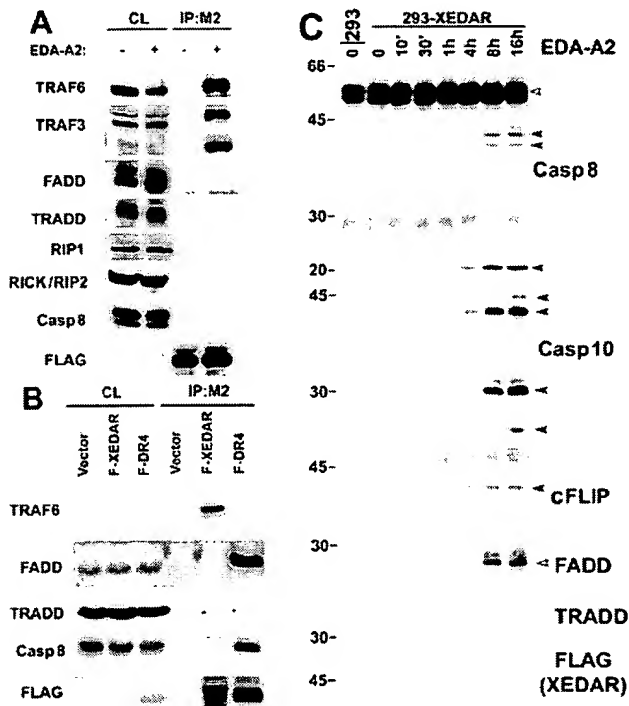 A
CL
IP:M2
EDA-A2:
-
+
-
+
TRAF6
TRAF3
FADD
TRADD
RIP1
RICK/RIP2
Casp8
FLAG
B
CL
IP:M2
Vector
F-XEDAR
F-DR4
Vector
F-XEDAR
F-DR4
TRAF6
FADD
TRADD
Casp8
FLAG
C
293
293-XEDAR
0
0
10'
30'
1h
4h
8h
16h
EDA-A2
66-
45-
Casp 8
30-
20-
45-
Casp10
30-
45-
cFLIP
30-
FADD
TRADD
30-
FLAG
(XEDAR)
45-